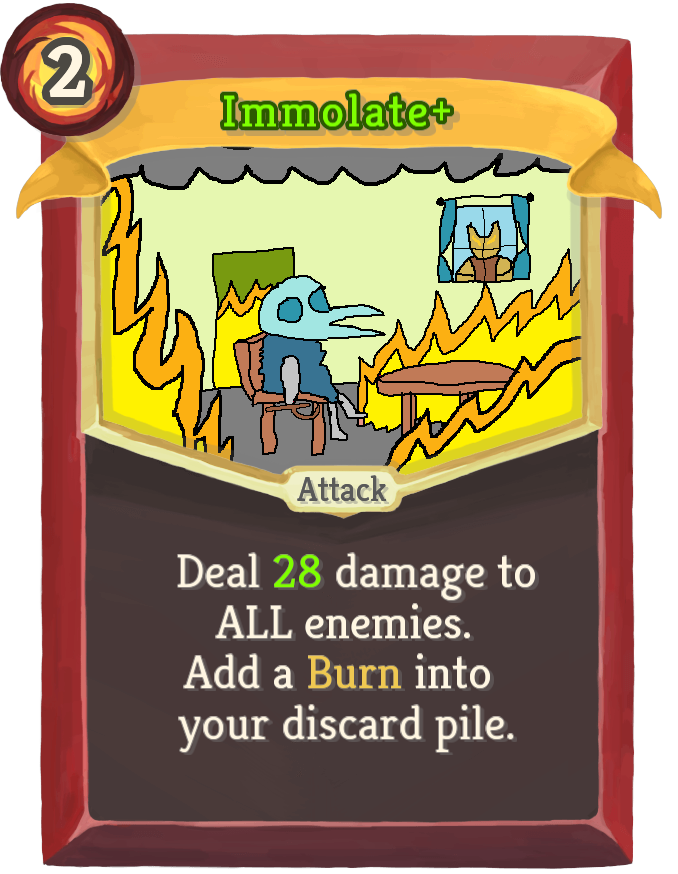 2
Immolate+
Attack
Deal 28 damage to
ALL enemies.
Add a Burn into
your discard pile.